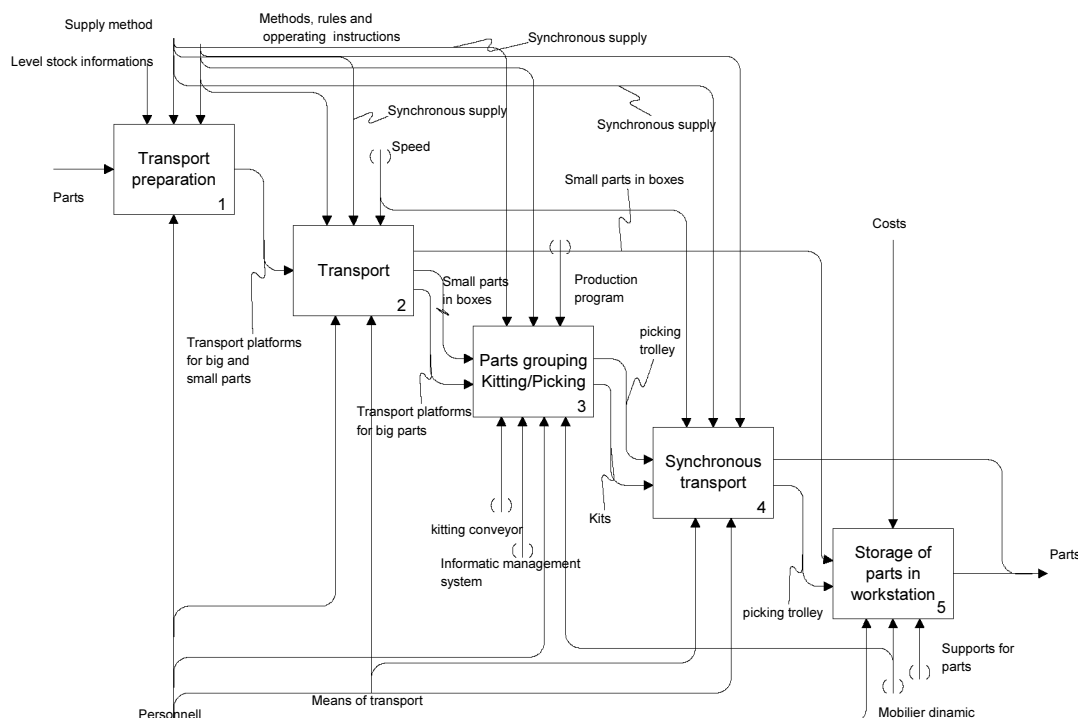 Supply method
Methods, rules and
opperating instructions
Synchronous supply
Level stock informations
Synchronous supply
Synchronous supply
Speed
Transport
preparation
1
Parts
Small parts in boxes
Costs
Transport
2
Small parts
in boxes
Production
program
Transport platforms
for big and
small parts
picking
trolley
Parts grouping
Kitting/Picking
3
Transport platforms
for big parts
Synchronous
transport
4
Kits
kitting conveyor
Informatic management
system
Storage of
parts in
workstation
5
Parts
picking trolley
Supports for
parts
Means of transport
Personnell
Mobilier dinamic